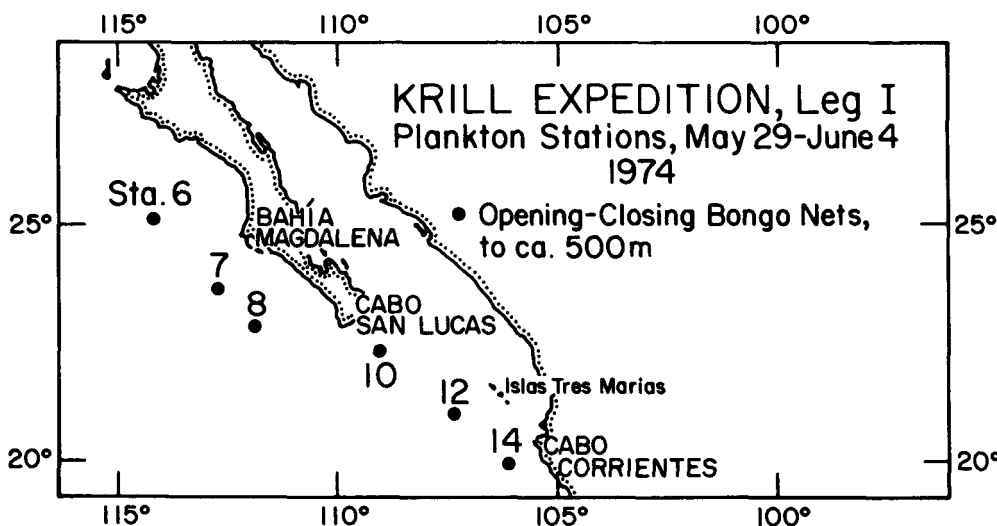 115° 110° 105° 100°
KRILL EXPEDITION, Leg I
Plankton Stations, May 29-June 4
1974
Sta. 6
25°
BAHÍA
MAGDALENA
Opening-Closing Bongo Nets,
to ca. 500m
25°
7
8
CABO
SAN LUCAS
10
12
Islas Tres Marias
14
CABO
CORRIENTES
20°
20°
115° 110° 105° 100°